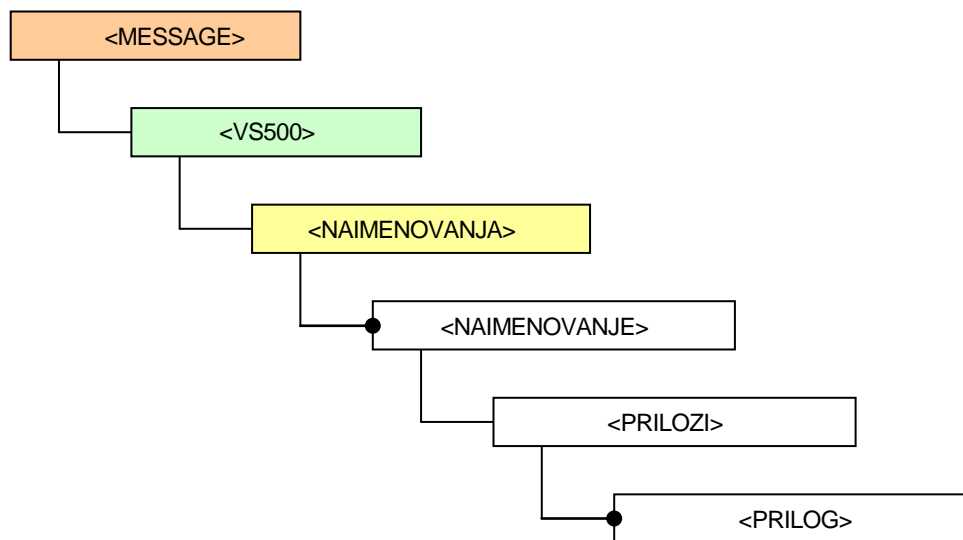 <MESSAGE>
<VS500>
<NAIMENOVANJA>
<NAIMENOVANJE>
<PRILOZI>
<PRILOG>